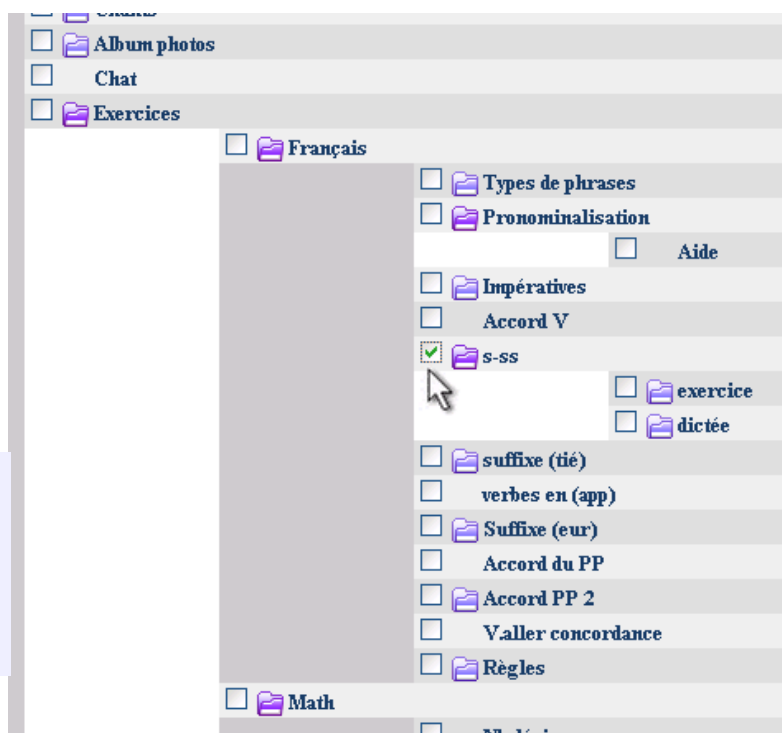 Album photos
Chat
Exercices
Français
Types de phrases
Pronominalisation
Aide
Impératives
Accord V
s-ss
exercice
dictée
suffixe (tié)
verbes en (app)
Suffixe (eur)
Accord du PP
Accord PP 2
V.aller concordance
Règles
Math